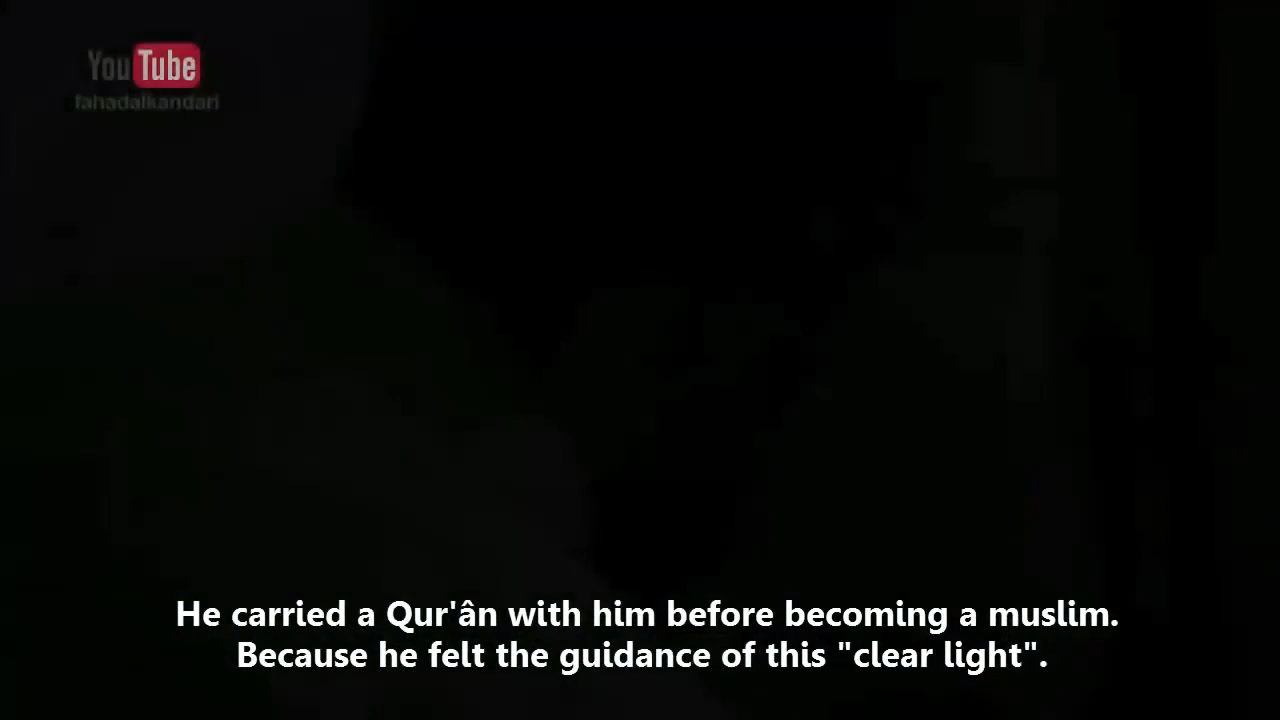 YouTube
fahadalkandari
He carried a Qur'ân with him before becoming a muslim.
Because he felt the guidance of this "clear light".